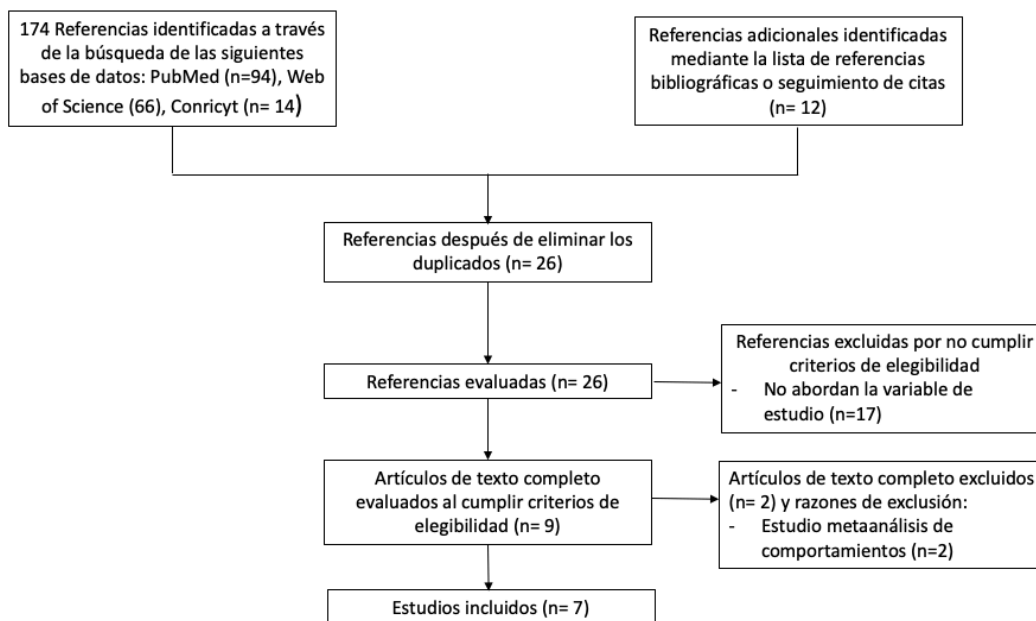 174 Referencias identificadas a través
de la búsqueda de las siguientes
bases de datos: PubMed (n=94), Web
of Science (66), Conricyt (n= 14)
Referencias adicionales identificadas
mediante la lista de referencias
bibliográficas o seguimiento de citas
(n= 12)
Referencias después de eliminar los
duplicados (n= 26)
Referencias evaluadas (n= 26)
Referencias excluidas por no cumplir
criterios de elegibilidad
- No abordan la variable de
estudio (n=17)
Artículos de texto completo
evaluados al cumplir criterios de
elegibilidad (n= 9)
Artículos de texto completo excluidos
(n= 2) y razones de exclusión:
- Estudio metaanálisis de
comportamientos (n=2)
Estudios incluidos (n= 7)